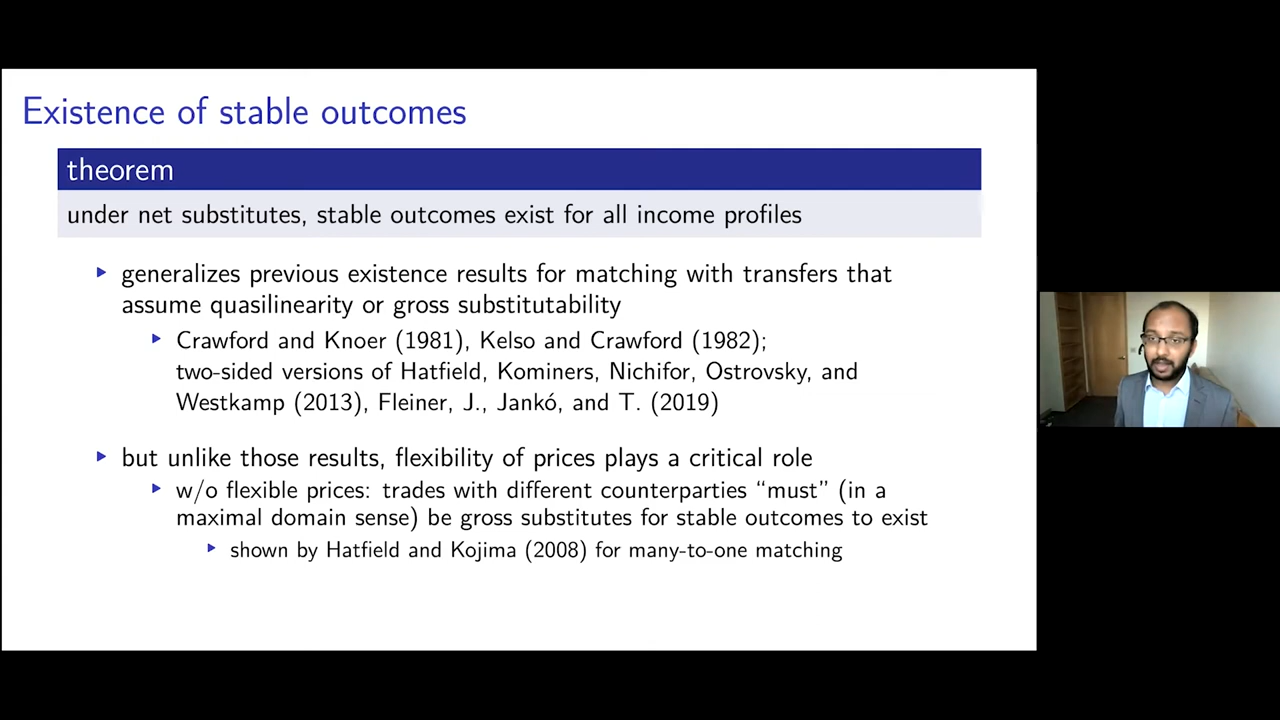 Existence of stable outcomes
theorem
under net substitutes, stable outcomes exist for all income profiles
generalizes previous existence results for matching with transfers that
assume quasilinearity or gross substitutability
Crawford and Knoer (1981), Kelso and Crawford (1982);
two-sided versions of Hatfield, Kominers, Nichifor, Ostrovsky, and
Westkamp (2013), Fleiner, J., Jankó, and T. (2019)
but unlike those results, flexibility of prices plays a critical role
w/o flexible prices: trades with different counterparties “must” (in a
maximal domain sense) be gross substitutes for stable outcomes to exist
shown by Hatfield and Kojima (2008) for many-to-one matching